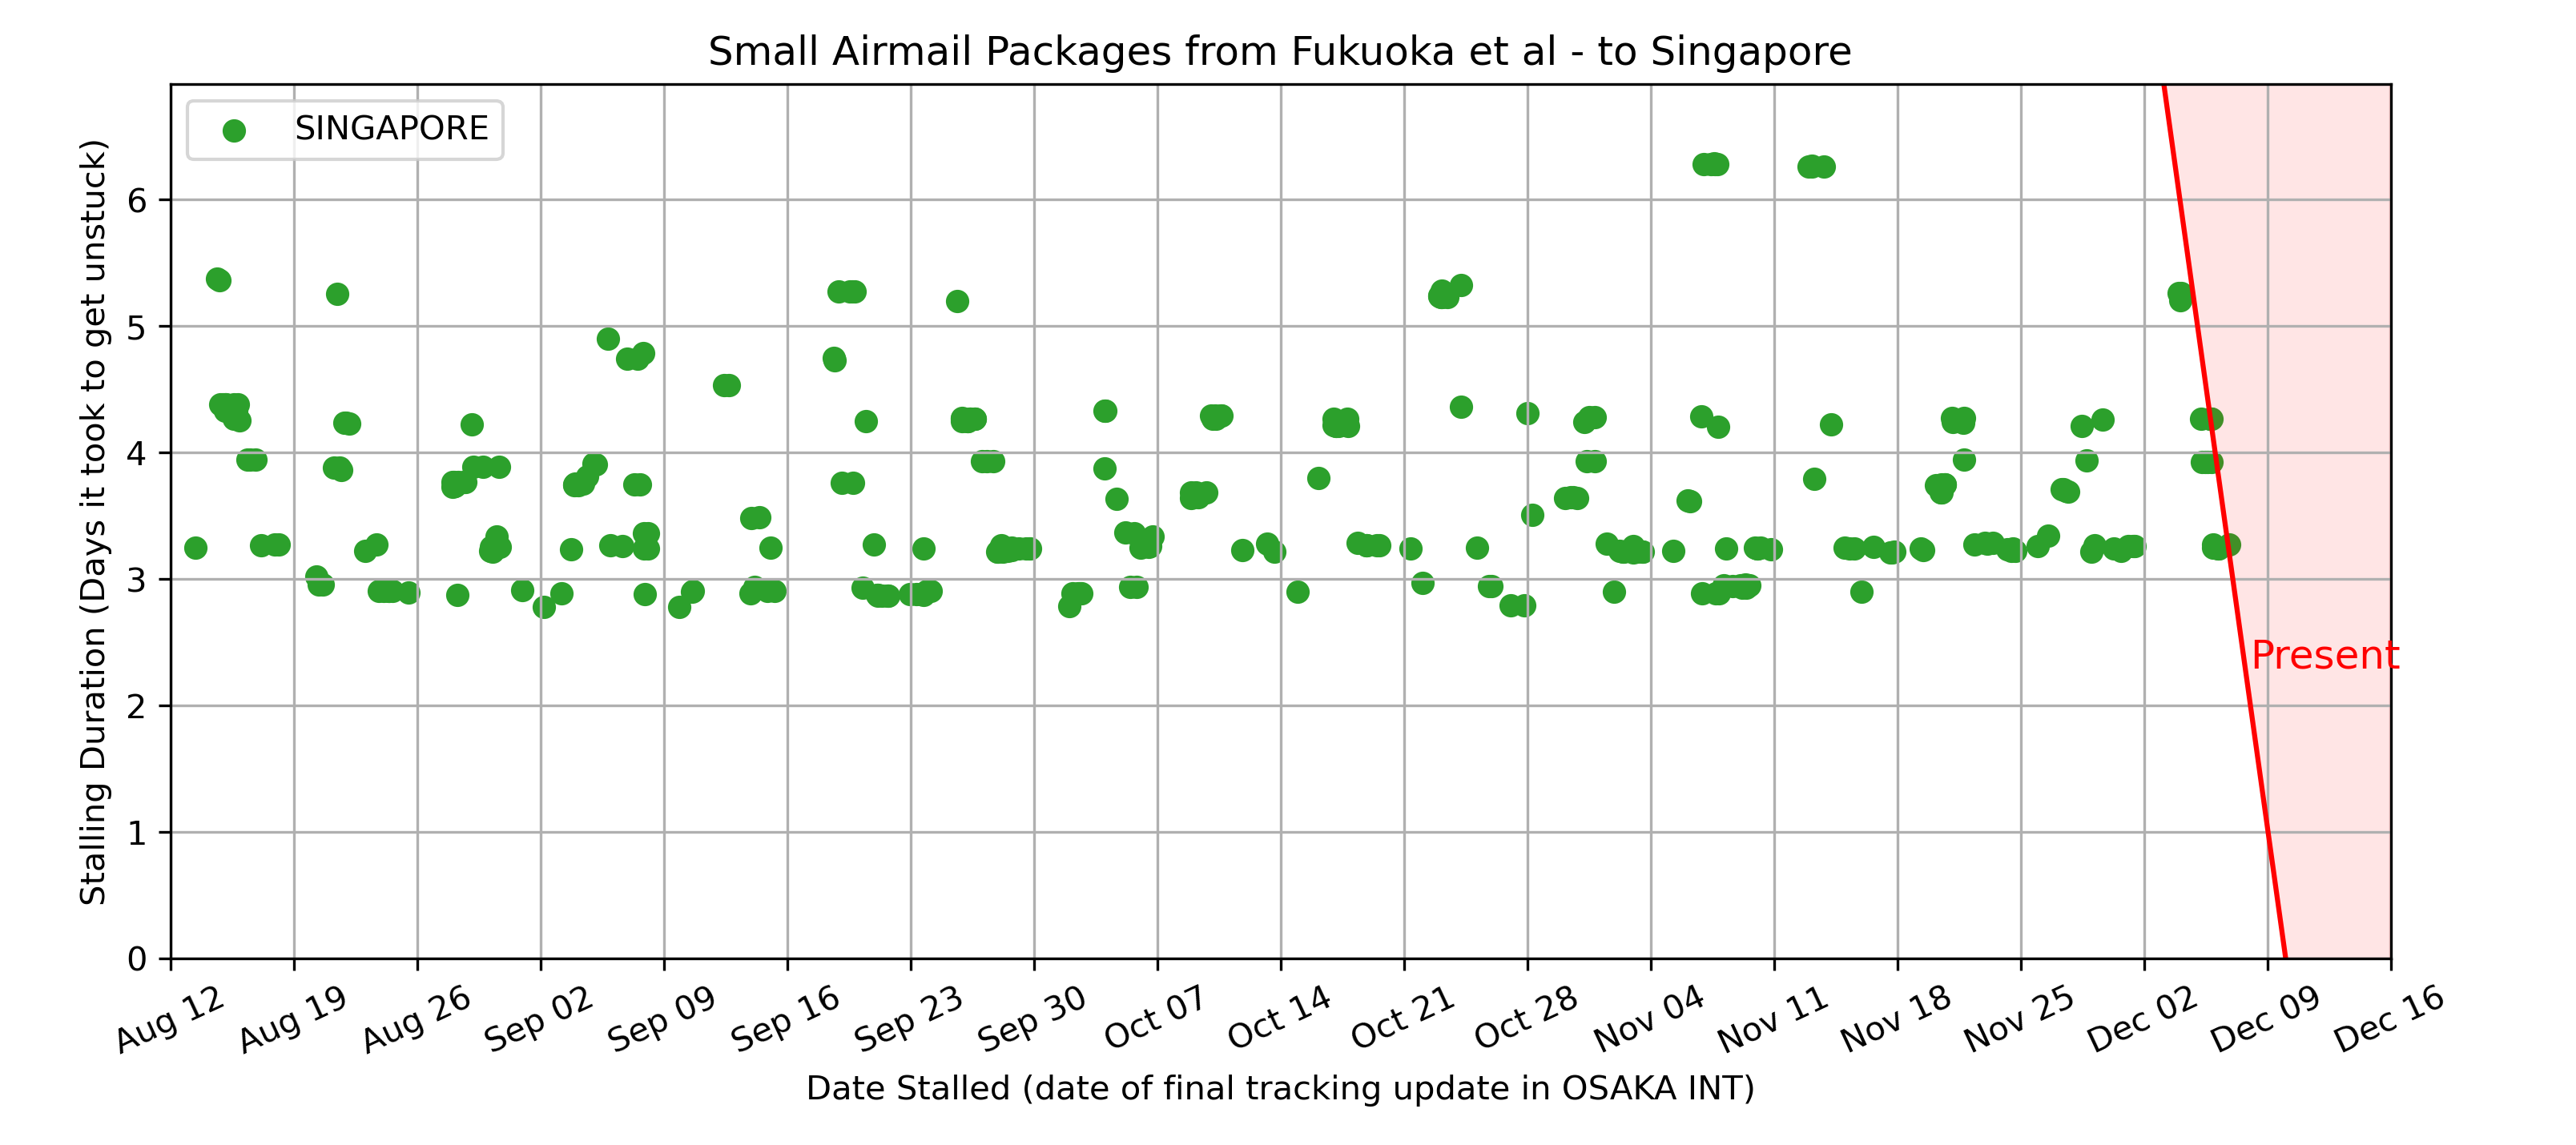 Small Airmail Packages from Fukuoka et al - to Singapore
SINGAPORE
Stalling Duration (Days it took to get unstuck)
6
5
4
3
2
1
0
Present
Aug 12
Aug 19
Aug 26
Sep 02
Sep 09
Sep 16
Sep 23
Sep 30
Oct 07
Oct 14
Oct 21
Oct 28
Nov 04
Nov 11
Nov 18
Nov 25
Dec 02
Dec 09
Dec 16
Date Stalled (date of final tracking update in OSAKA INT)